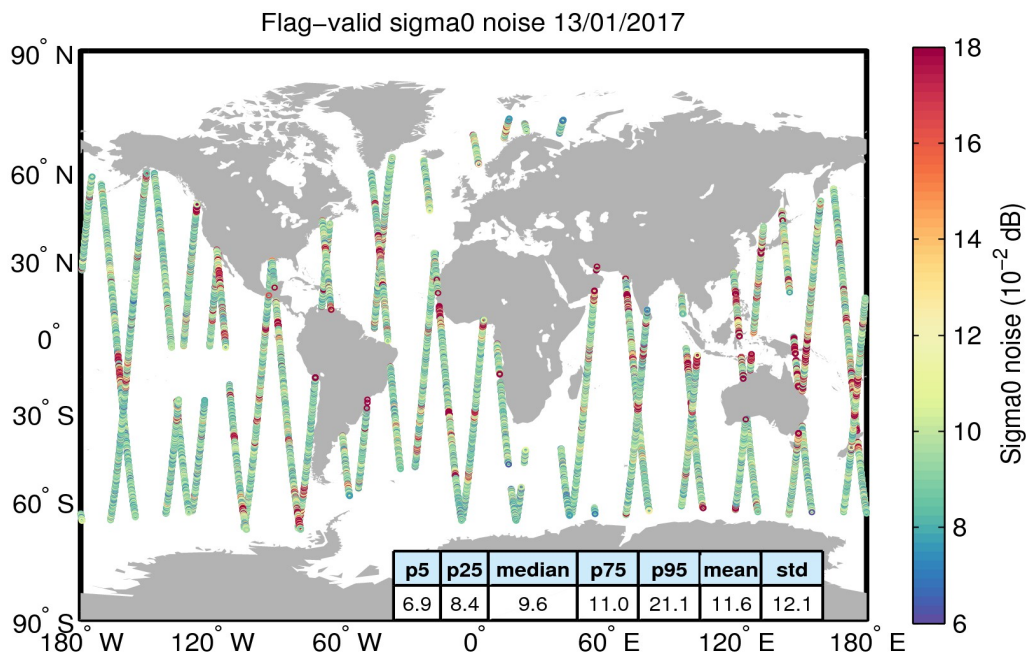 Flag−valid sigma0 noise 13/01/2017
90° N
60° N
30° N
0°
30° S
60° S
90° S
180° W 120° W 60° W 0° 60° E 120° E 180° E
p5 p25 median p75 p95 mean std
6.9 8.4 9.6 11.0 21.1 11.6 12.1
18
16
14
12
10
8
6
Sigma0 noise (10⁻² dB)